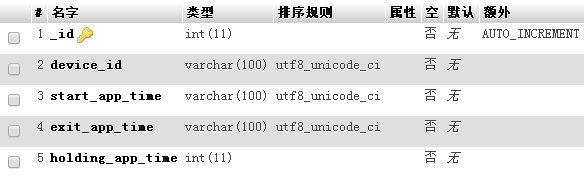 # 名字 类型 排序规则 属性 空 默认 额外
1 _id int(11) 否 无 AUTO_INCREMENT
2 device_id varchar(100) utf8_unicode_ci 否 无
3 start_app_time varchar(100) utf8_unicode_ci 否 无
4 exit_app_time varchar(100) utf8_unicode_ci 否 无
5 holding_app_time int(11) 否 无